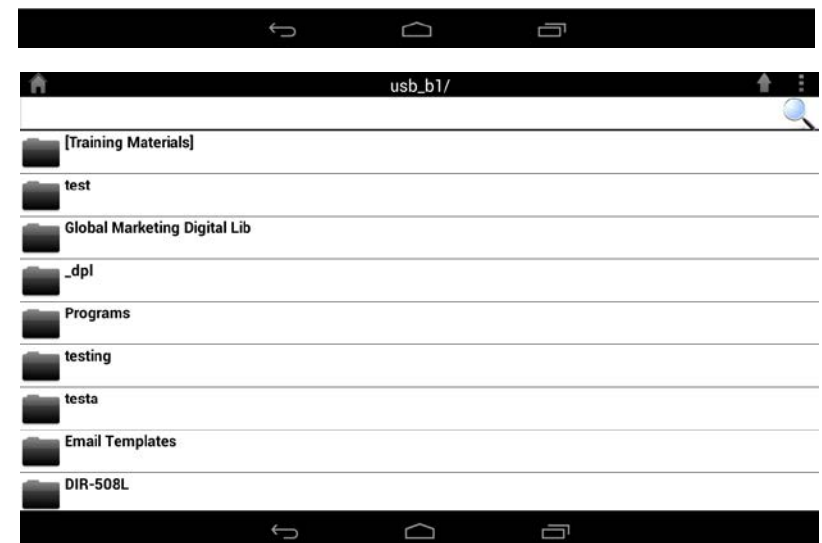 usb_b1/
[Training Materials]
test
Global Marketing Digital Lib
_dpl
Programs
testing
testa
Email Templates
DIR-508L